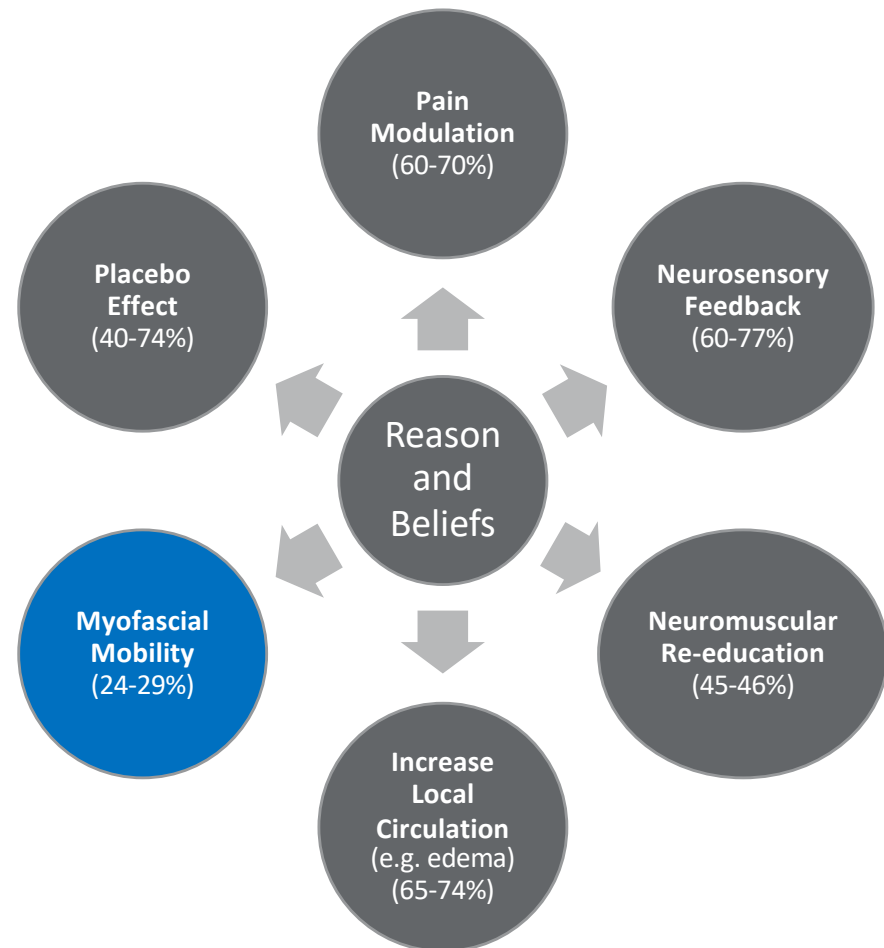 Pain
Modulation
(60-70%)
Placebo
Effect
(40-74%)
Neurosensory
Feedback
(60-77%)
Reason
and
Beliefs
Myofascial
Mobility
(24-29%)
Neuromuscular
Re-education
(45-46%)
Increase
Local
Circulation
(e.g. edema)
(65-74%)